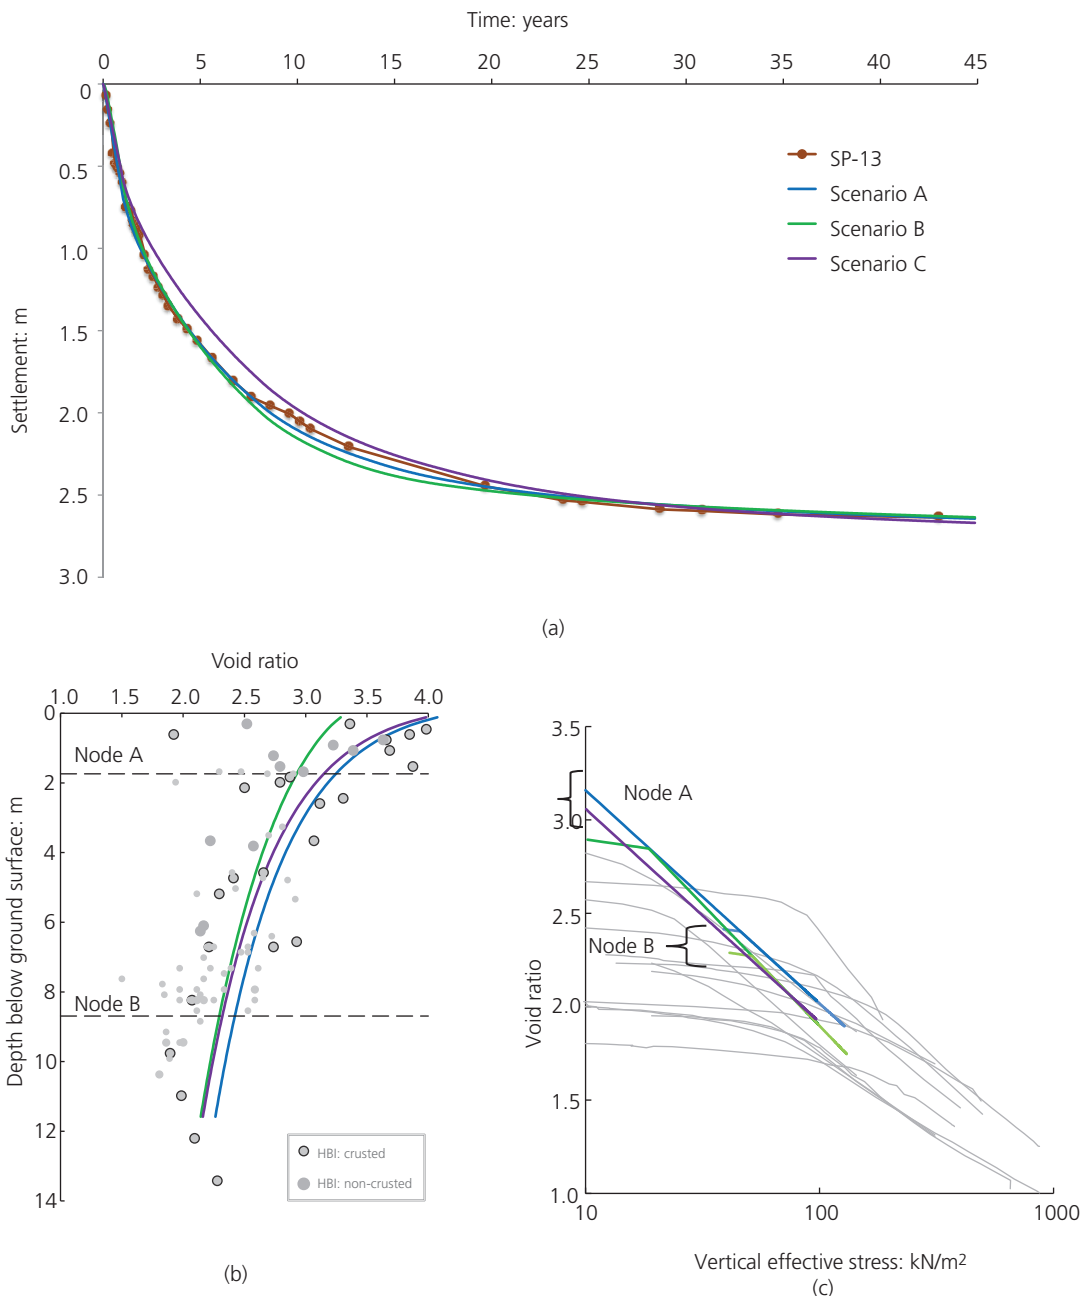 Time: years
0 5 10 15 20 25 30 35 40 45
0
0.5
1.0
1.5
2.0
2.5
3.0
Settlement: m
SP-13
Scenario A
Scenario B
Scenario C
(a)
Void ratio
1.0 1.5 2.0 2.5 3.0 3.5 4.0
0
2
4
6
8
10
12
14
Depth below ground surface: m
Node A
Node B
HBI: crusted
HBI: non-crusted
(b)
3.5
3.0
2.5
2.0
1.5
1.0
Void ratio
Node A
Node B
10 100 1000
Vertical effective stress: kN/m²
(c)